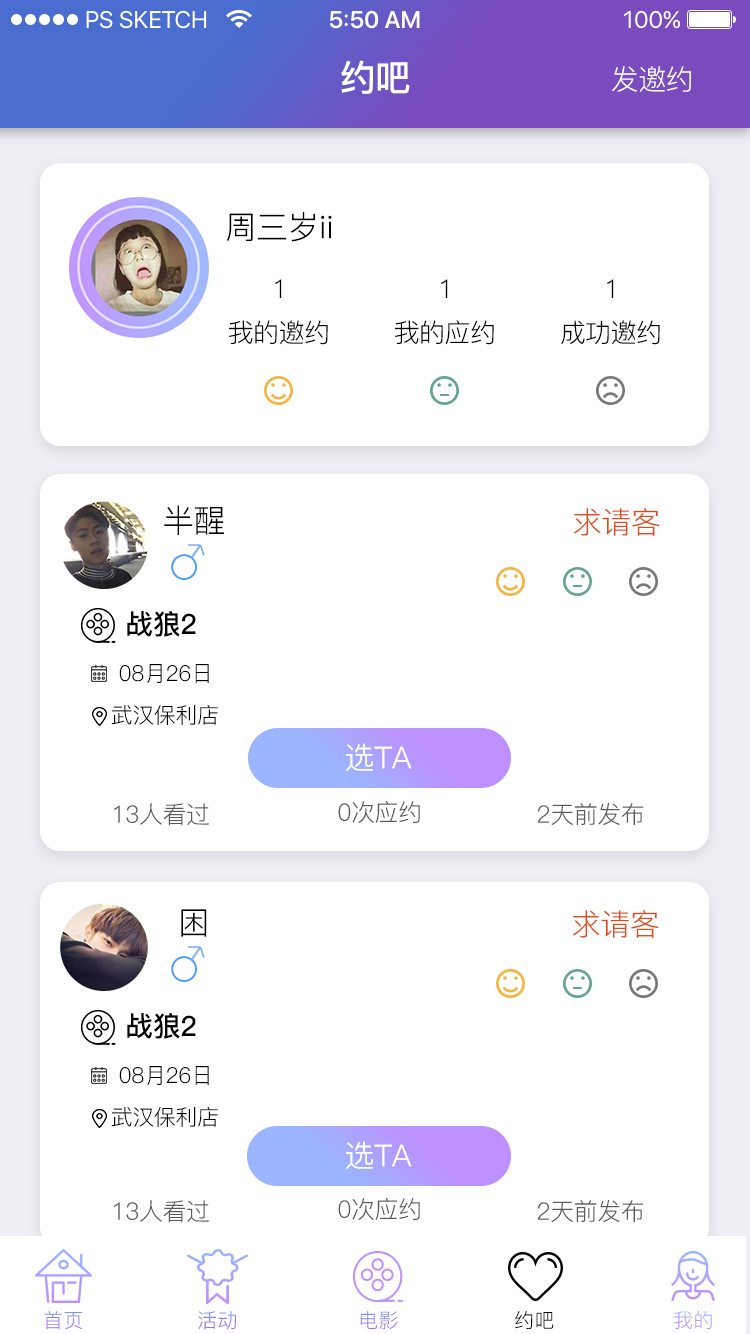 PS SKETCH 5:50 AM 100%
约吧 发邀约
周三岁ii
1 1 1
我的邀约 我的应约 成功邀约
半醒 求请客
战狼2
08月26日
武汉保利店
选TA
13人看过 0次应约 2天前发布
困 求请客
战狼2
08月26日
武汉保利店
选TA
13人看过 0次应约 2天前发布
首页 活动 电影 约吧 我的